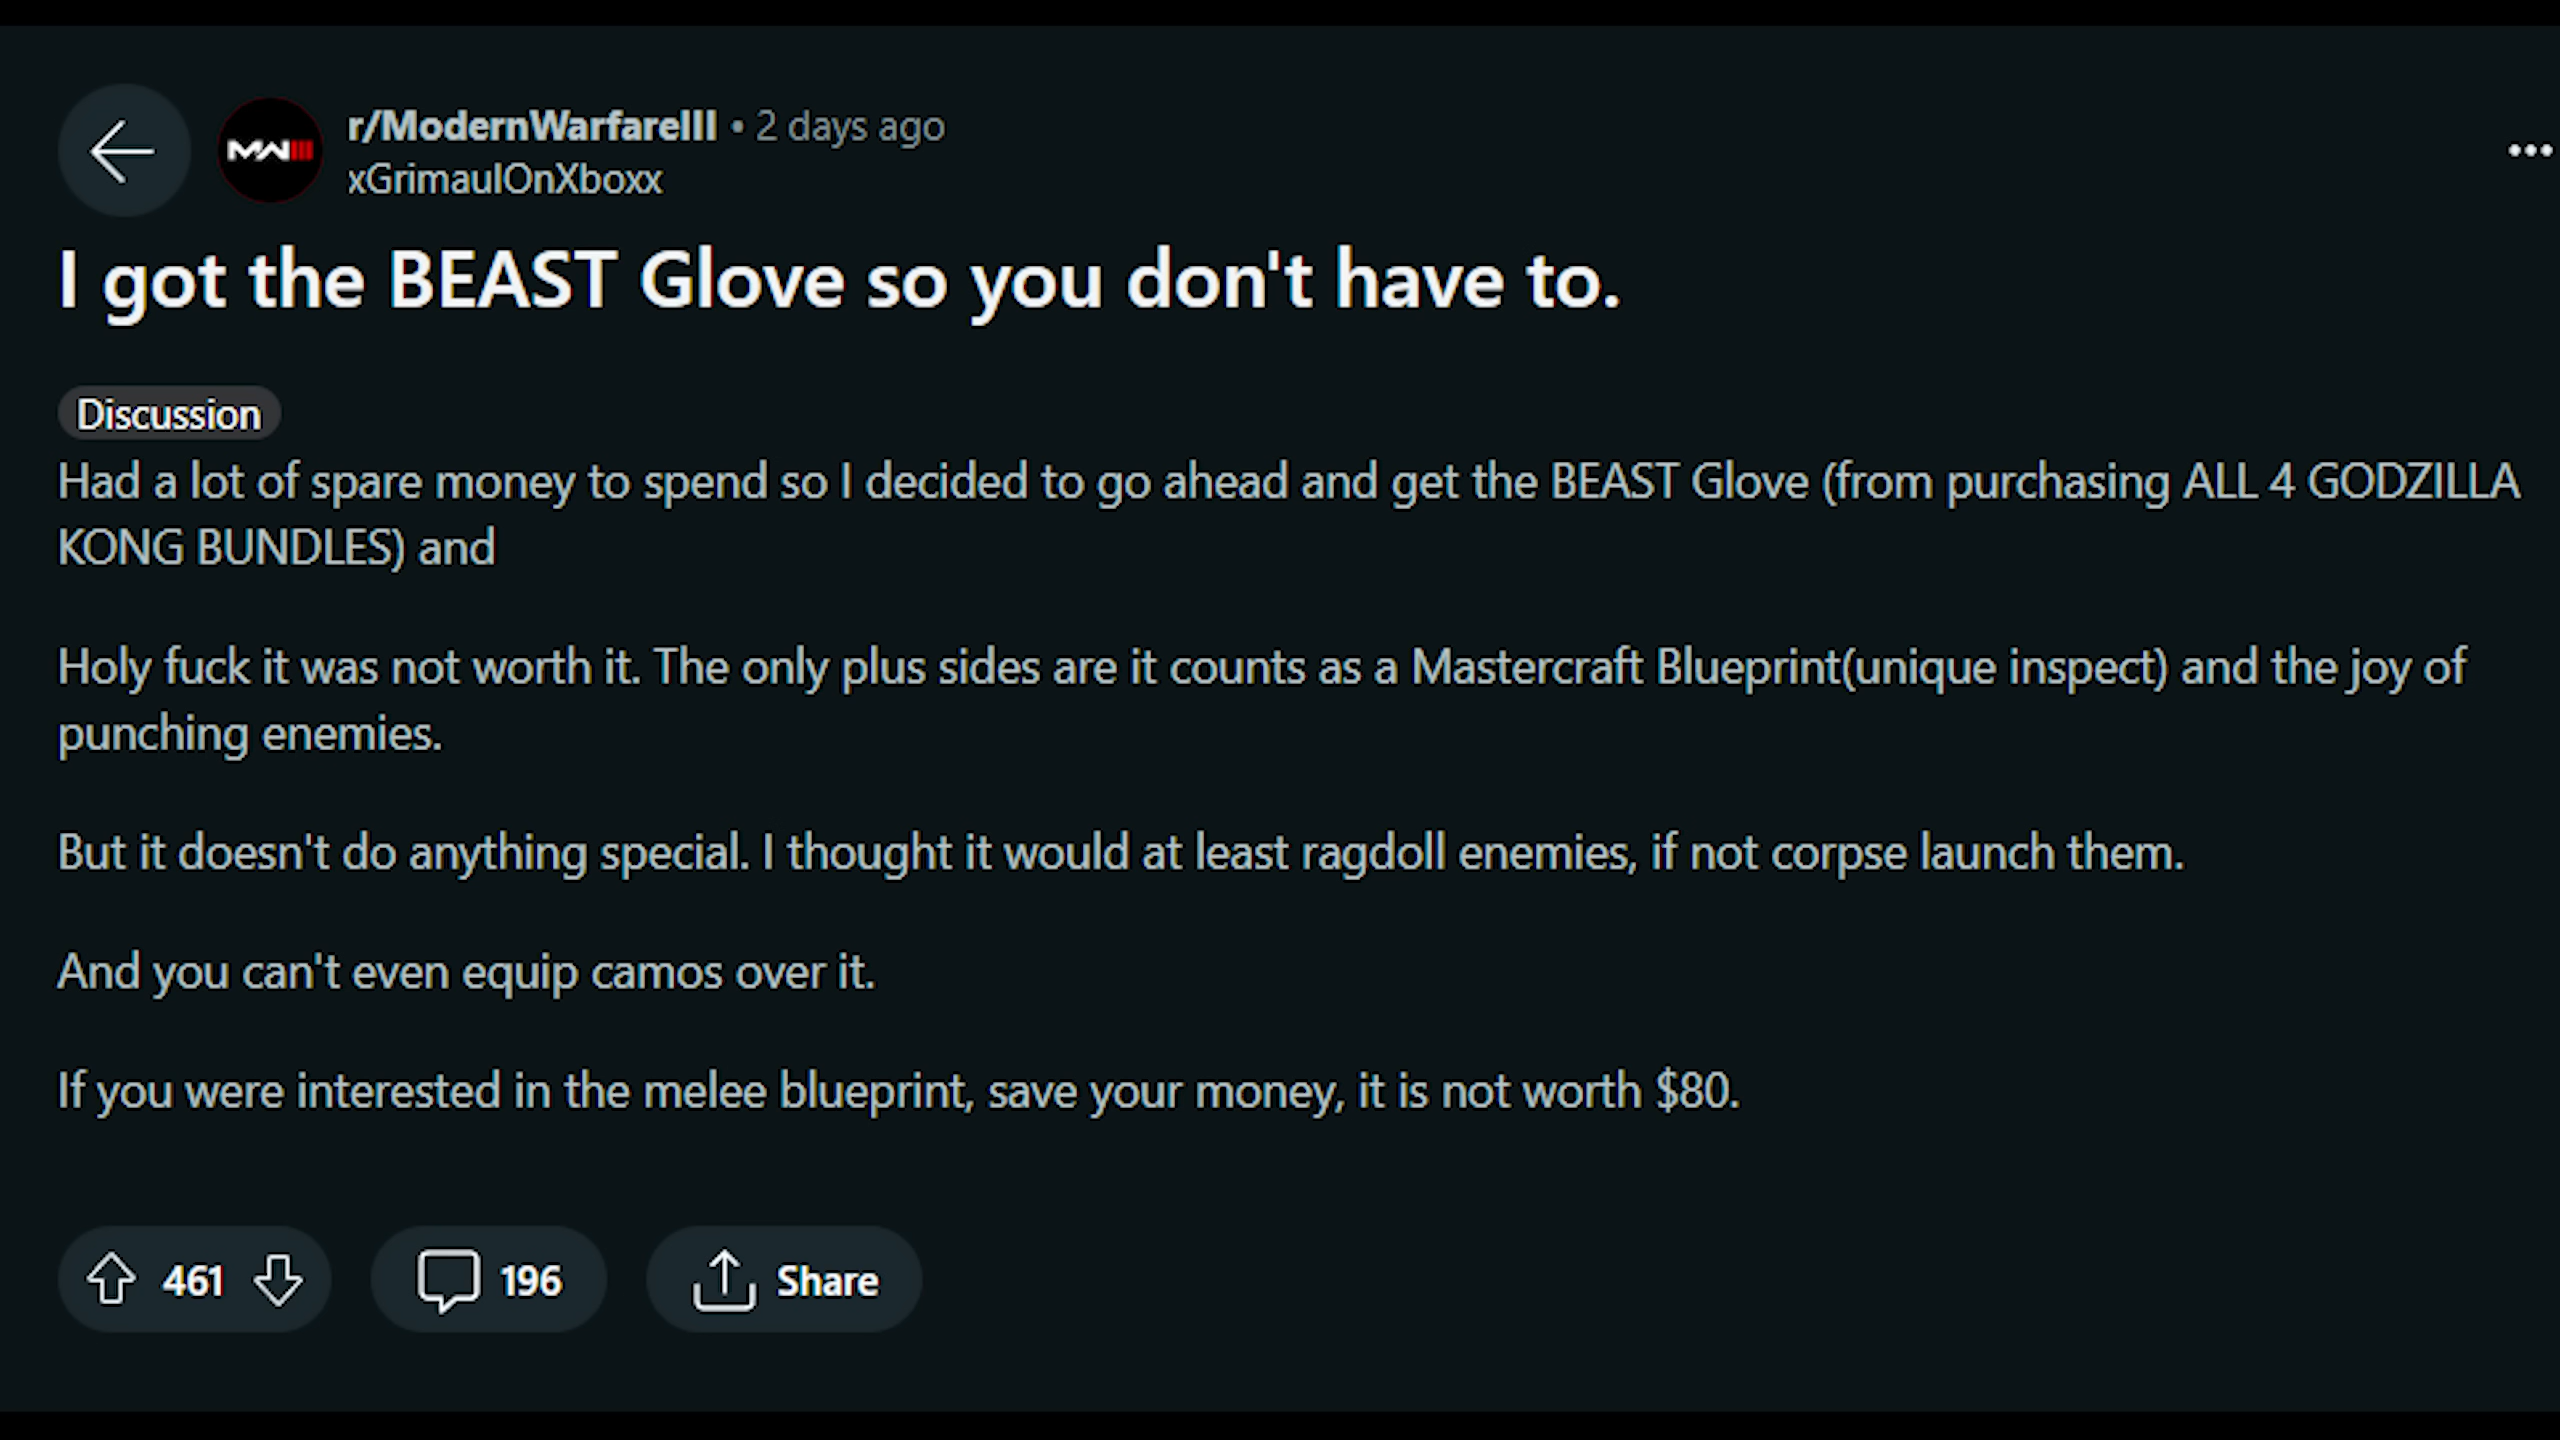 r/ModernWarfareIII • 2 days ago
MWIII
xGrimaulOnXboxx
I got the BEAST Glove so you don't have to.
Discussion
Had a lot of spare money to spend so I decided to go ahead and get the BEAST Glove (from purchasing ALL 4 GODZILLA
KONG BUNDLES) and
Holy fuck it was not worth it. The only plus sides are it counts as a Mastercraft Blueprint(unique inspect) and the joy of
punching enemies.
But it doesn't do anything special. I thought it would at least ragdoll enemies, if not corpse launch them.
And you can't even equip camos over it.
If you were interested in the melee blueprint, save your money, it is not worth $80.
461
196
Share